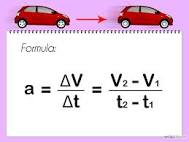 Formula:
a = ΔV / Δt = V₂ - V₁ / t₂ - t₁